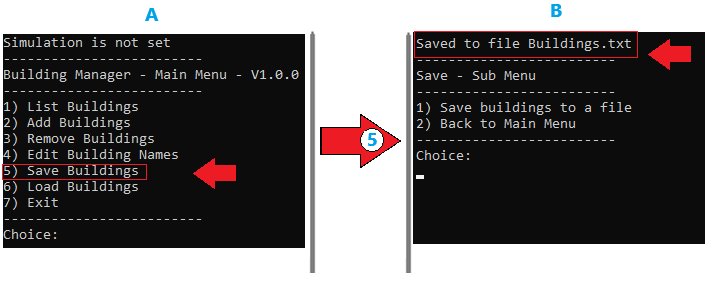 A
Simulation is not set
-------------------------
Building Manager - Main Menu - V1.0.0
-------------------------
1) List Buildings
2) Add Buildings
3) Remove Buildings
4) Edit Building Names
5) Save Buildings
6) Load Buildings
7) Exit
-------------------------
Choice:
5
B
Saved to file Buildings.txt
-------------------------
Save - Sub Menu
-------------------------
1) Save buildings to a file
2) Back to Main Menu
-------------------------
Choice: